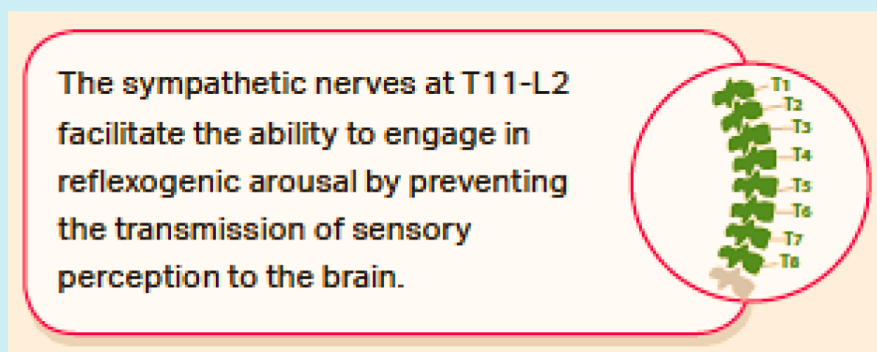 The sympathetic nerves at T11-L2
facilitate the ability to engage in
reflexogenic arousal by preventing
the transmission of sensory
perception to the brain.
T1
T2
T3
T4
T5
T6
T7
T8